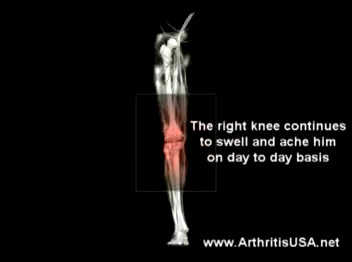 The right knee continues
to swell and ache him
on day to day basis
www.ArthritisUSA.net